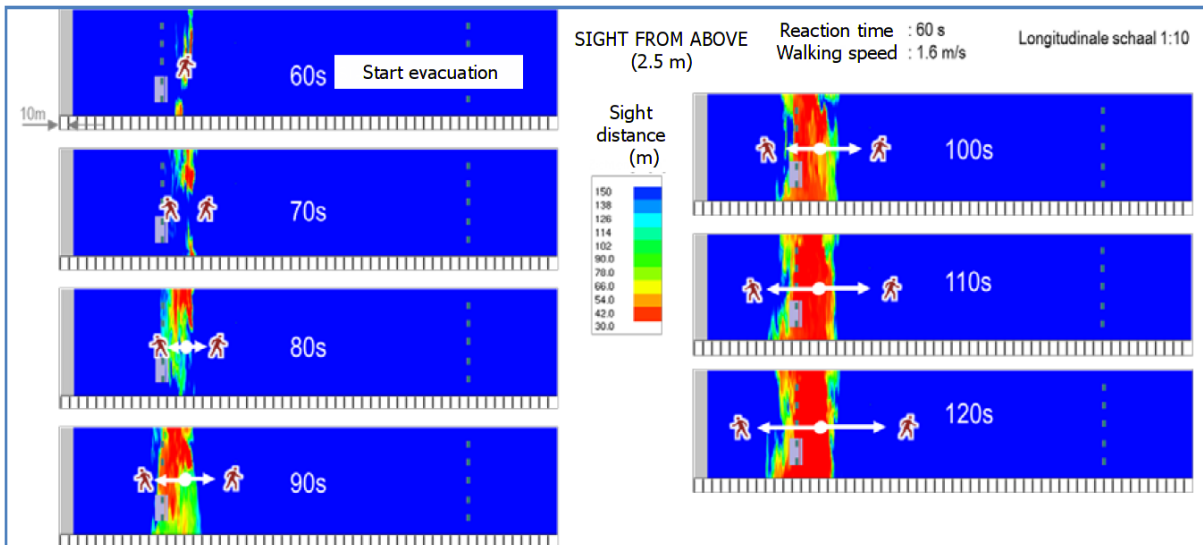 60s
Start evacuation
10m
70s
80s
90s
SIGHT FROM ABOVE
(2.5 m)
Reaction time : 60 s
Walking speed : 1.6 m/s
Longitudinale schaal 1:10
Sight
distance
(m)
150
138
126
114
102
90.0
78.0
66.0
54.0
42.0
30.0
100s
110s
120s